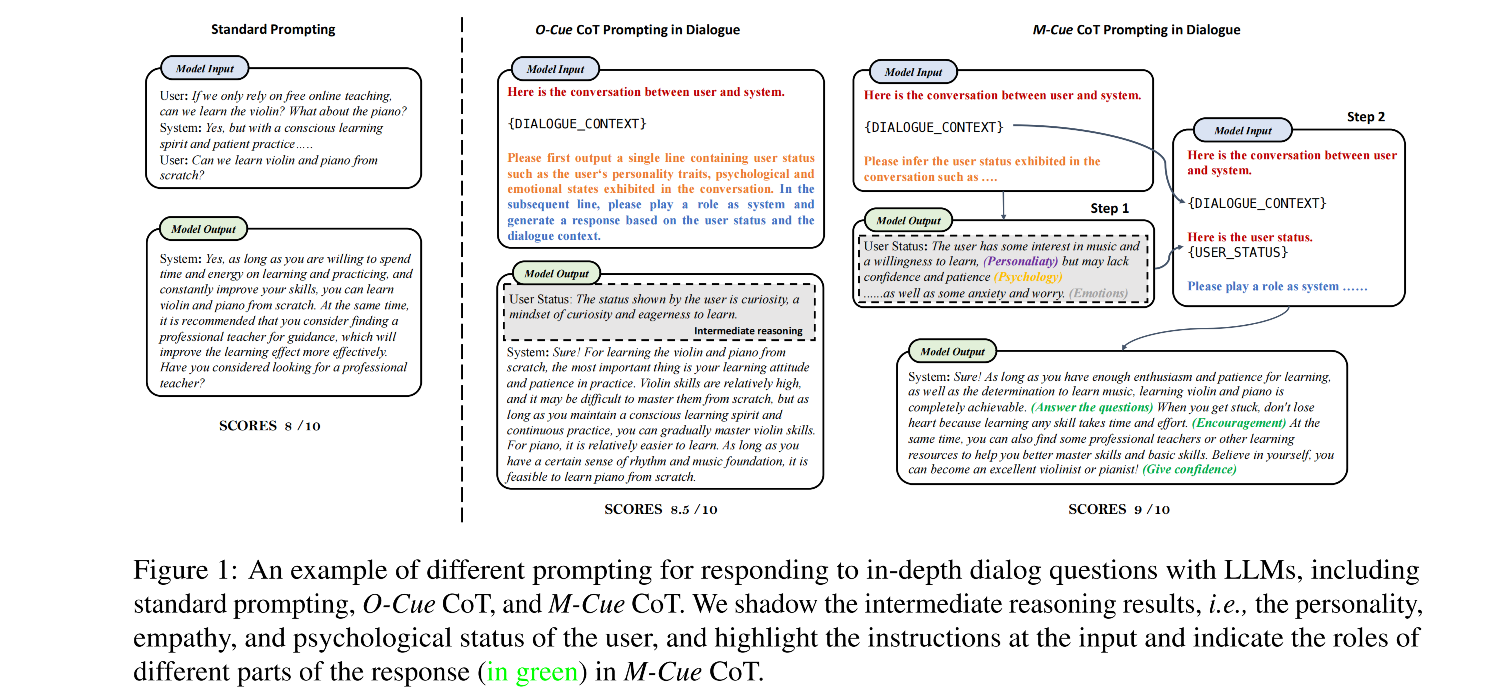 Standard Prompting
Model Input
User: If we only rely on free online teaching,
can we learn the violin? What about the piano?
System: Yes, but with a conscious learning
spirit and patient practice…..
User: Can we learn violin and piano from
scratch?
Model Output
System: Yes, as long as you are willing to spend
time and energy on learning and practicing, and
constantly improve your skills, you can learn
violin and piano from scratch. At the same time,
it is recommended that you consider finding a
professional teacher for guidance, which will
improve the learning effect more effectively.
Have you considered looking for a professional
teacher?
SCORES 8 /10
O-Cue CoT Prompting in Dialogue
Model Input
Here is the conversation between user and system.
{DIALOGUE_CONTEXT}
Please first output a single line containing user status
such as the user's personality traits, psychological and
emotional states exhibited in the conversation. In the
subsequent line, please play a role as system and
generate a response based on the user status and the
dialogue context.
Model Output
User Status: The status shown by the user is curiosity, a
mindset of curiosity and eagerness to learn.
Intermediate reasoning
System: Sure! For learning the violin and piano from
scratch, the most important thing is your learning attitude
and patience in practice. Violin skills are relatively high,
and it may be difficult to master them from scratch, but as
long as you maintain a conscious learning spirit and
continuous practice, you can gradually master violin skills.
For piano, it is relatively easier to learn. As long as you
have a certain sense of rhythm and music foundation, it is
feasible to learn piano from scratch.
SCORES 8.5 /10
M-Cue CoT Prompting in Dialogue
Model Input
Here is the conversation between user and system.
{DIALOGUE_CONTEXT}
Please infer the user status exhibited in the
conversation such as ….
Step 1
Model Output
User Status: The user has some interest in music and
a willingness to learn, (Personaliaty) but may lack
confidence and patience (Psychology)
……as well as some anxiety and worry. (Emotions)
Step 2
Model Input
Here is the conversation between user
and system.
{DIALOGUE_CONTEXT}
Here is the user status.
{USER_STATUS}
Please play a role as system ……
Model Output
System: Sure! As long as you have enough enthusiasm and patience for learning,
as well as the determination to learn music, learning violin and piano is
completely achievable. (Answer the questions) When you get stuck, don't lose
heart because learning any skill takes time and effort. (Encouragement) At the
same time, you can also find some professional teachers or other learning
resources to help you better master skills and basic skills. Believe in yourself, you
can become an excellent violinist or pianist! (Give confidence)
SCORES 9 /10
Figure 1: An example of different prompting for responding to in-depth dialog questions with LLMs, including
standard prompting, O-Cue CoT, and M-Cue CoT. We shadow the intermediate reasoning results, i.e., the personality,
empathy, and psychological status of the user, and highlight the instructions at the input and indicate the roles of
different parts of the response (in green) in M-Cue CoT.